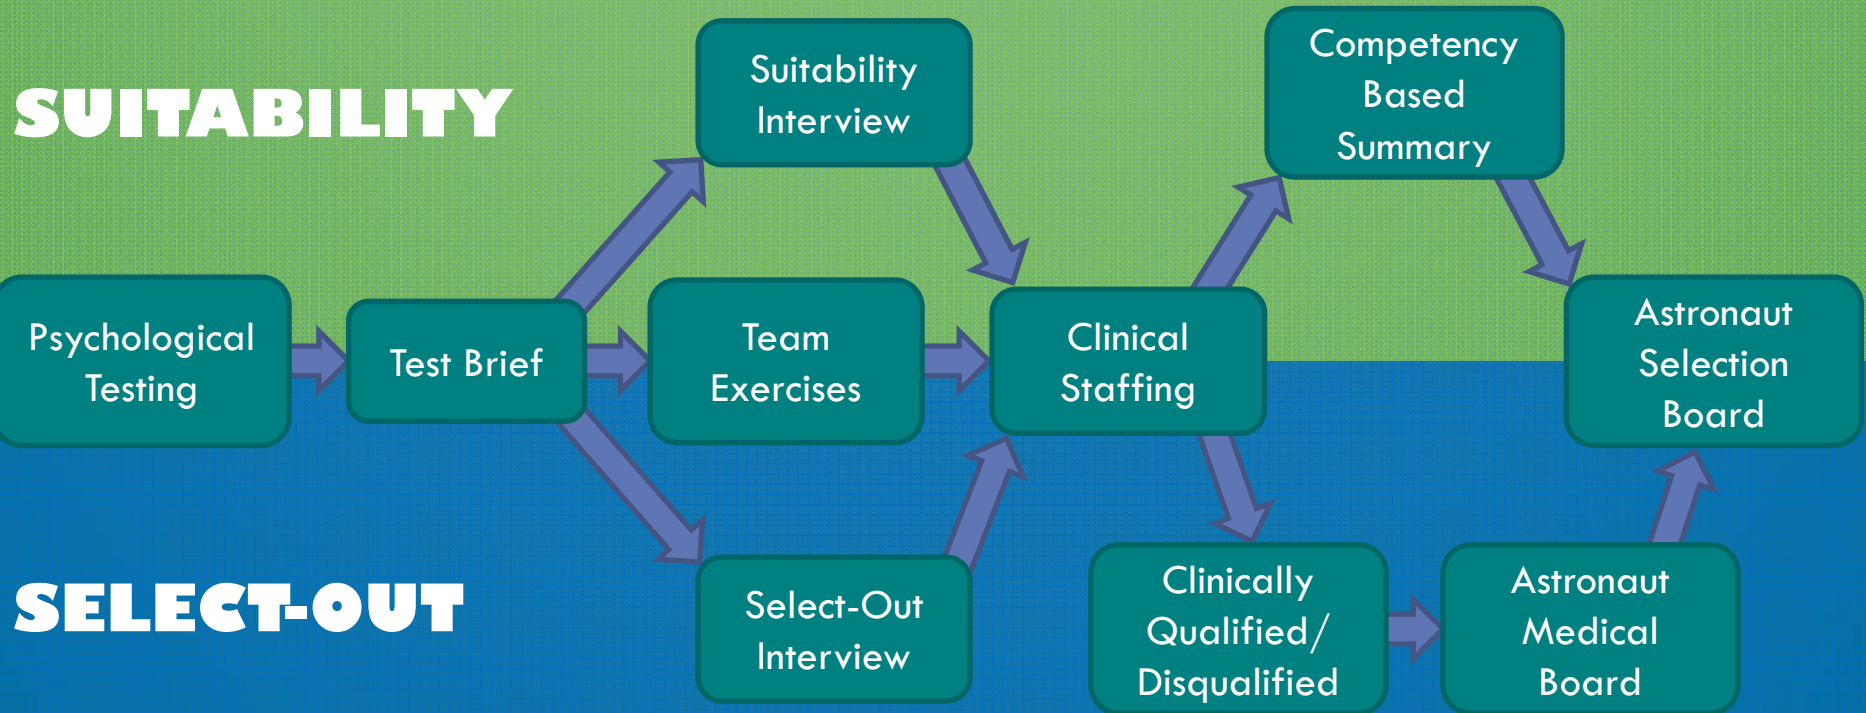 SUITABILITY
Suitability
Interview
Competency
Based
Summary
Psychological
Testing
Test Brief
Team
Exercises
Clinical
Staffing
Astronaut
Selection
Board
SELECT-OUT
Select-Out
Interview
Clinically
Qualified/
Disqualified
Astronaut
Medical
Board